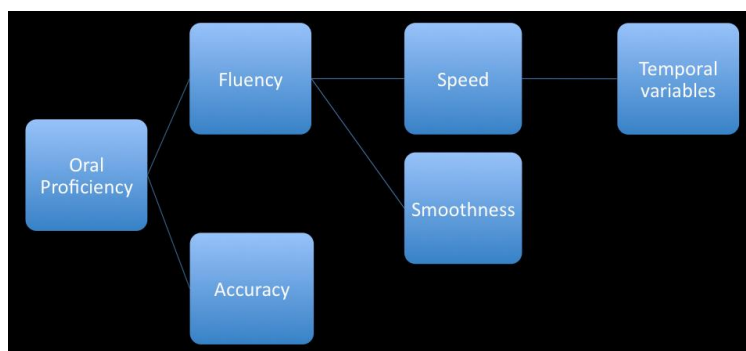 Oral
Proficiency
Fluency
Accuracy
Speed
Smoothness
Temporal
variables